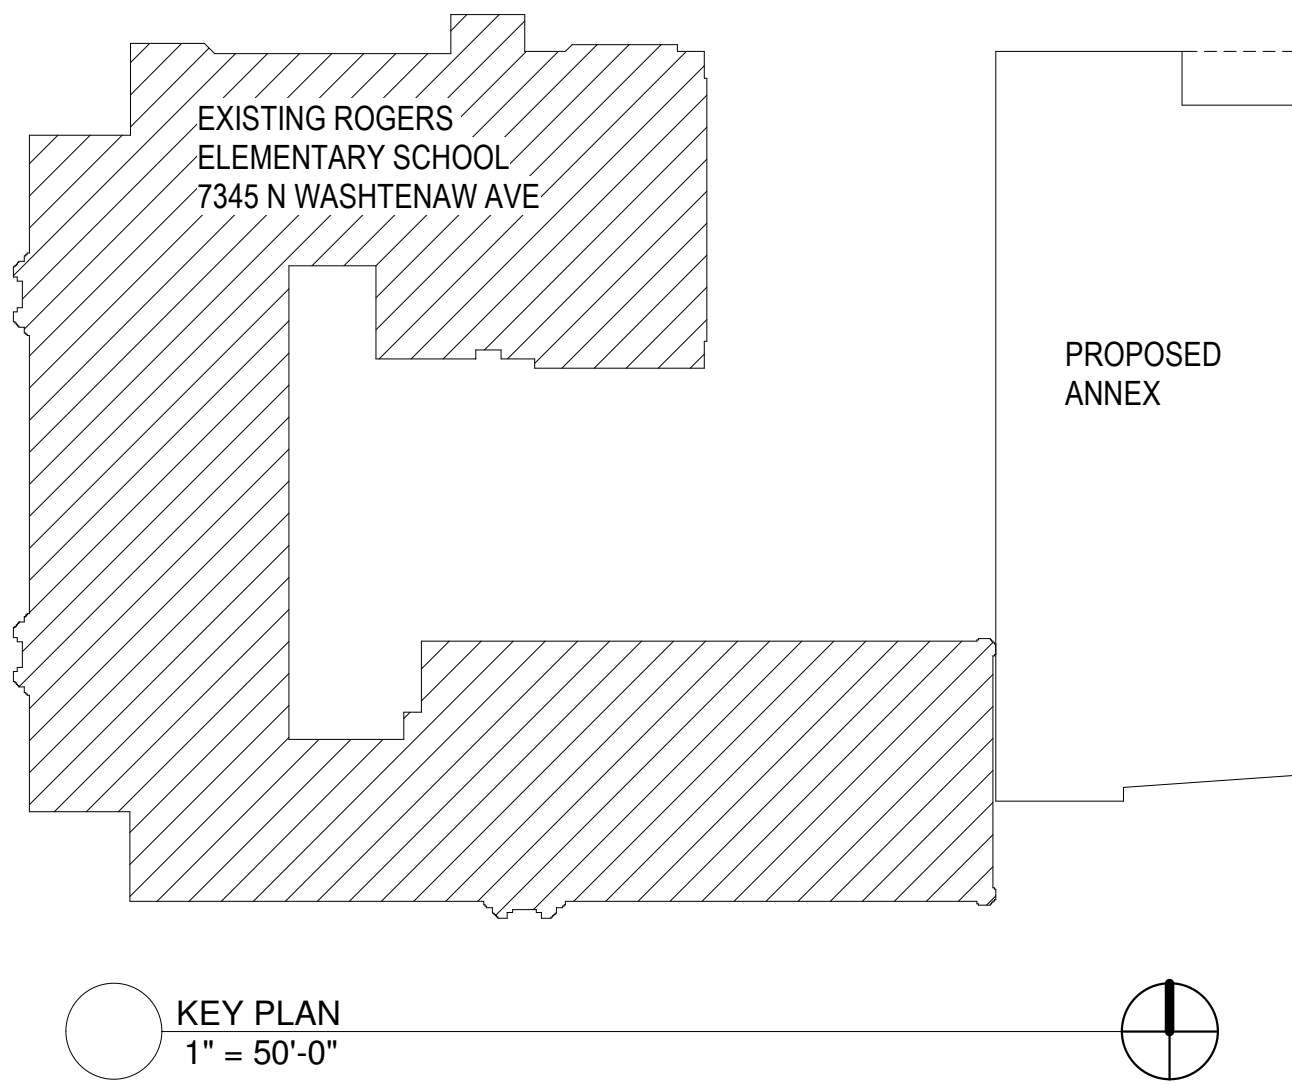 EXISTING ROGERS
ELEMENTARY SCHOOL
7345 N WASHTENAW AVE
PROPOSED
ANNEX
KEY PLAN
1" = 50'-0"